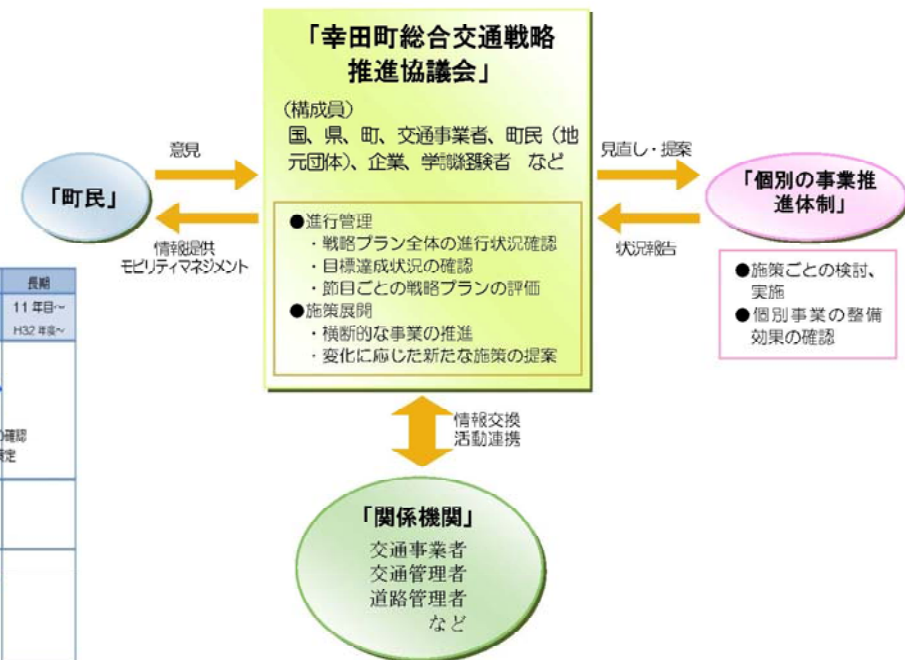 「幸田町総合交通戦略
推進協議会」
(構成員)
国、県、町、交通事業者、町民(地
元団体)、企業、学識経験者 など
●進行管理
・戦略プラン全体の進行状況確認
・目標達成状況の確認
・節目ごとの戦略プランの評価
●施策展開
・横断的な事業の推進
・変化に応じた新たな施策の提案
「町民」
意見
情報提供
モビリティマネジメント
見直し・提案
状況報告
「個別の事業推
進体制」
●施策ごとの検討、
実施
●個別事業の整備
効果の確認
情報交換
活動連携
「関係機関」
交通事業者
交通管理者
道路管理者
など
長期
11年目~
H32年度~
の確認